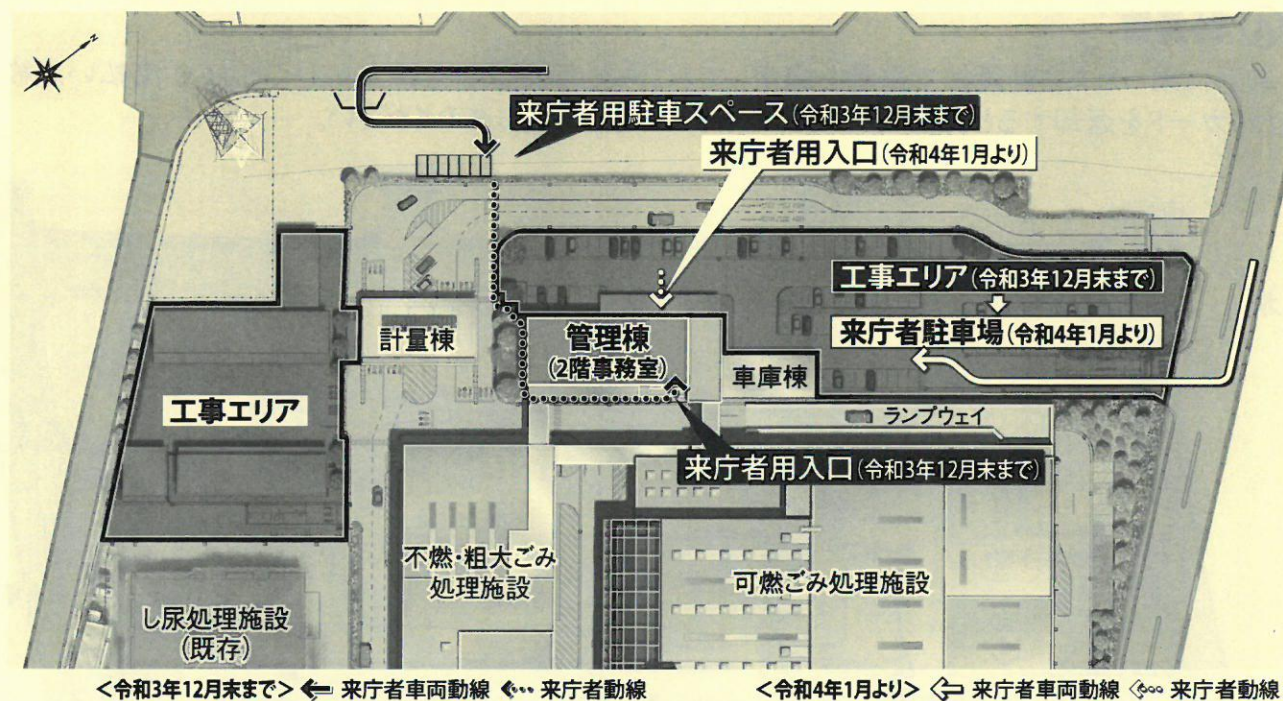 N
来庁者用駐車スペース(令和3年12月末まで)
来庁者用入口(令和4年1月より)
工事エリア(令和3年12月末まで)
来庁者駐車場(令和4年1月より)
計量棟
管理棟
(2階事務室)
車庫棟
工事エリア
ランプウェイ
来庁者用入口(令和3年12月末まで)
不燃・粗大ごみ
処理施設
可燃ごみ処理施設
し尿処理施設
(既存)
<令和3年12月末まで> 来庁者車両動線 来庁者動線
<令和4年1月より> 来庁者車両動線 来庁者動線